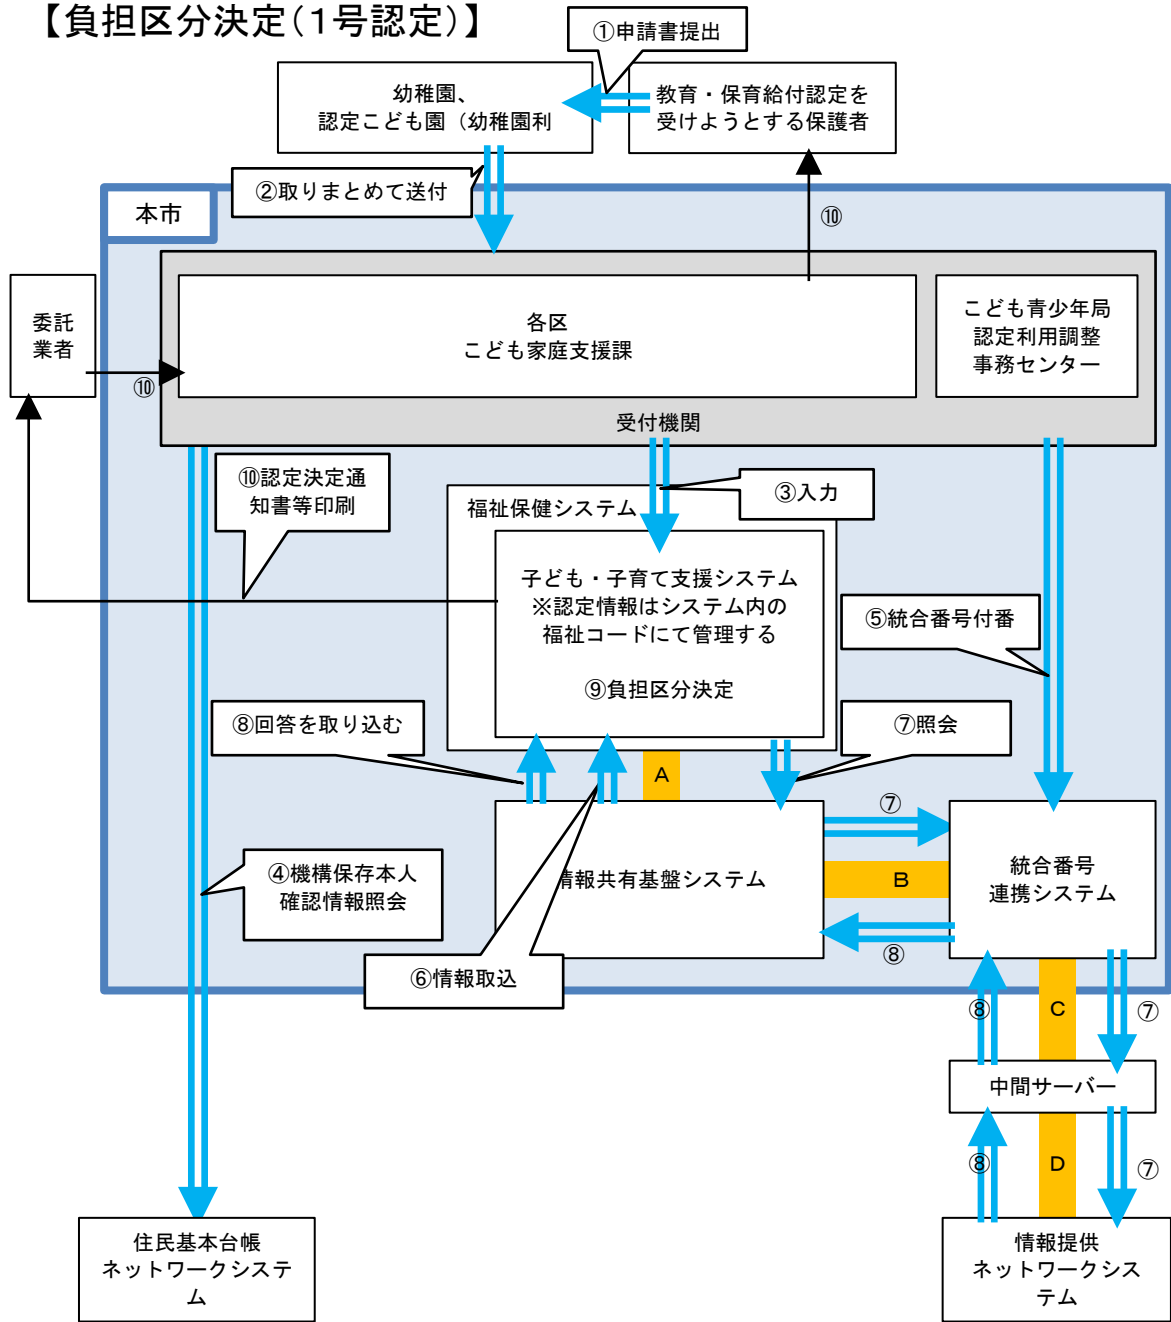 【負担区分決定(１号認定)】
①申請書提出
幼稚園、
認定こども園（幼稚園利
教育・保育給付認定を
受けようとする保護者
②取りまとめて送付
本市
⑩
委託
業者
⑩
各区
こども家庭支援課
こども青少年局
認定利用調整
事務センター
受付機関
⑩認定決定通
知書等印刷
福祉保健システム
③入力
子ども・子育て支援システム
※認定情報はシステム内の
福祉コードにて管理する
⑨負担区分決定
⑤統合番号付番
⑧回答を取り込む
⑦照会
A
④機構保存本人
確認情報照会
情報共有基盤システム
⑦
B
⑧
統合番号
連携システム
⑥情報取込
⑧
C
⑦
中間サーバー
⑧
D
⑦
住民基本台帳
ネットワークシステ
ム
情報提供
ネットワークシス
テム